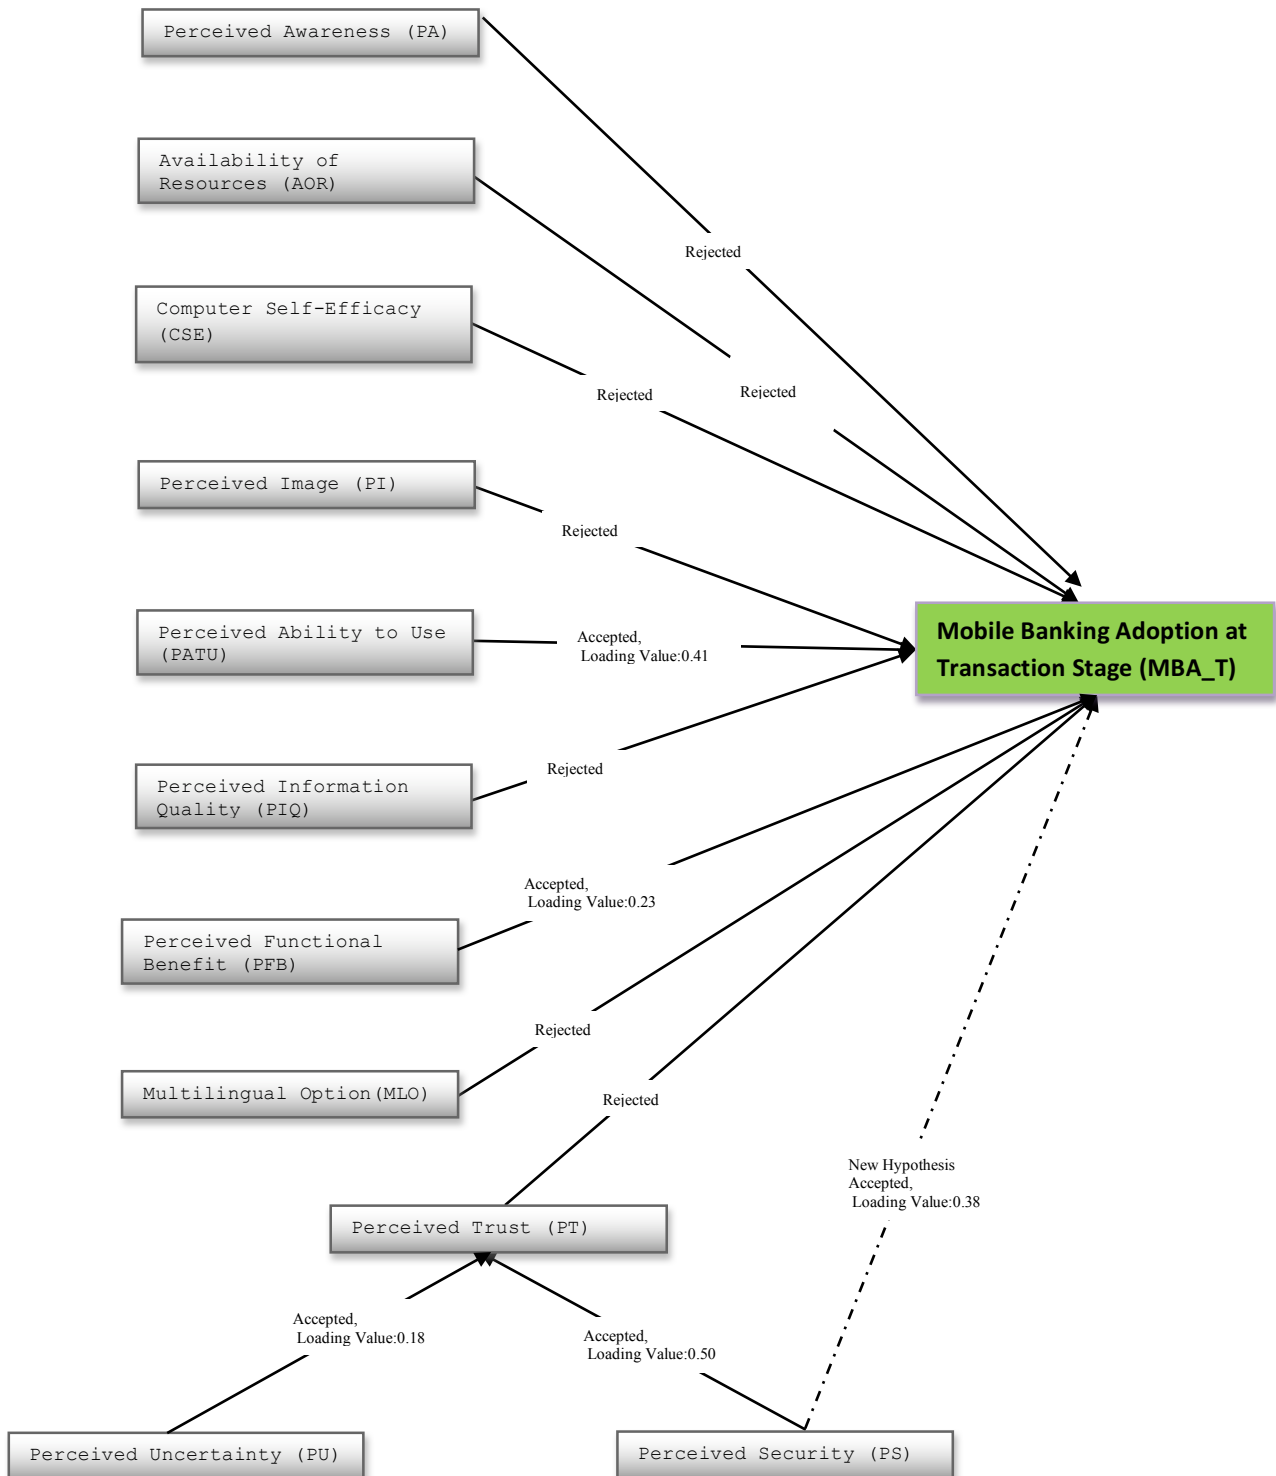 Perceived Awareness (PA)
Availability of
Resources (AOR)
Rejected
Computer Self-Efficacy
(CSE)
Rejected
Rejected
Perceived Image (PI)
Rejected
Perceived Ability to Use
(PATU)
Accepted,
Loading Value:0.41
Mobile Banking Adoption at
Transaction Stage (MBA_T)
Perceived Information
Quality (PIQ)
Rejected
Accepted,
Loading Value:0.23
Perceived Functional
Benefit (PFB)
Rejected
Multilingual Option(MLO)
Rejected
New Hypothesis
Accepted,
Loading Value:0.38
Perceived Trust (PT)
Accepted,
Loading Value:0.18
Accepted,
Loading Value:0.50
Perceived Uncertainty (PU)
Perceived Security (PS)